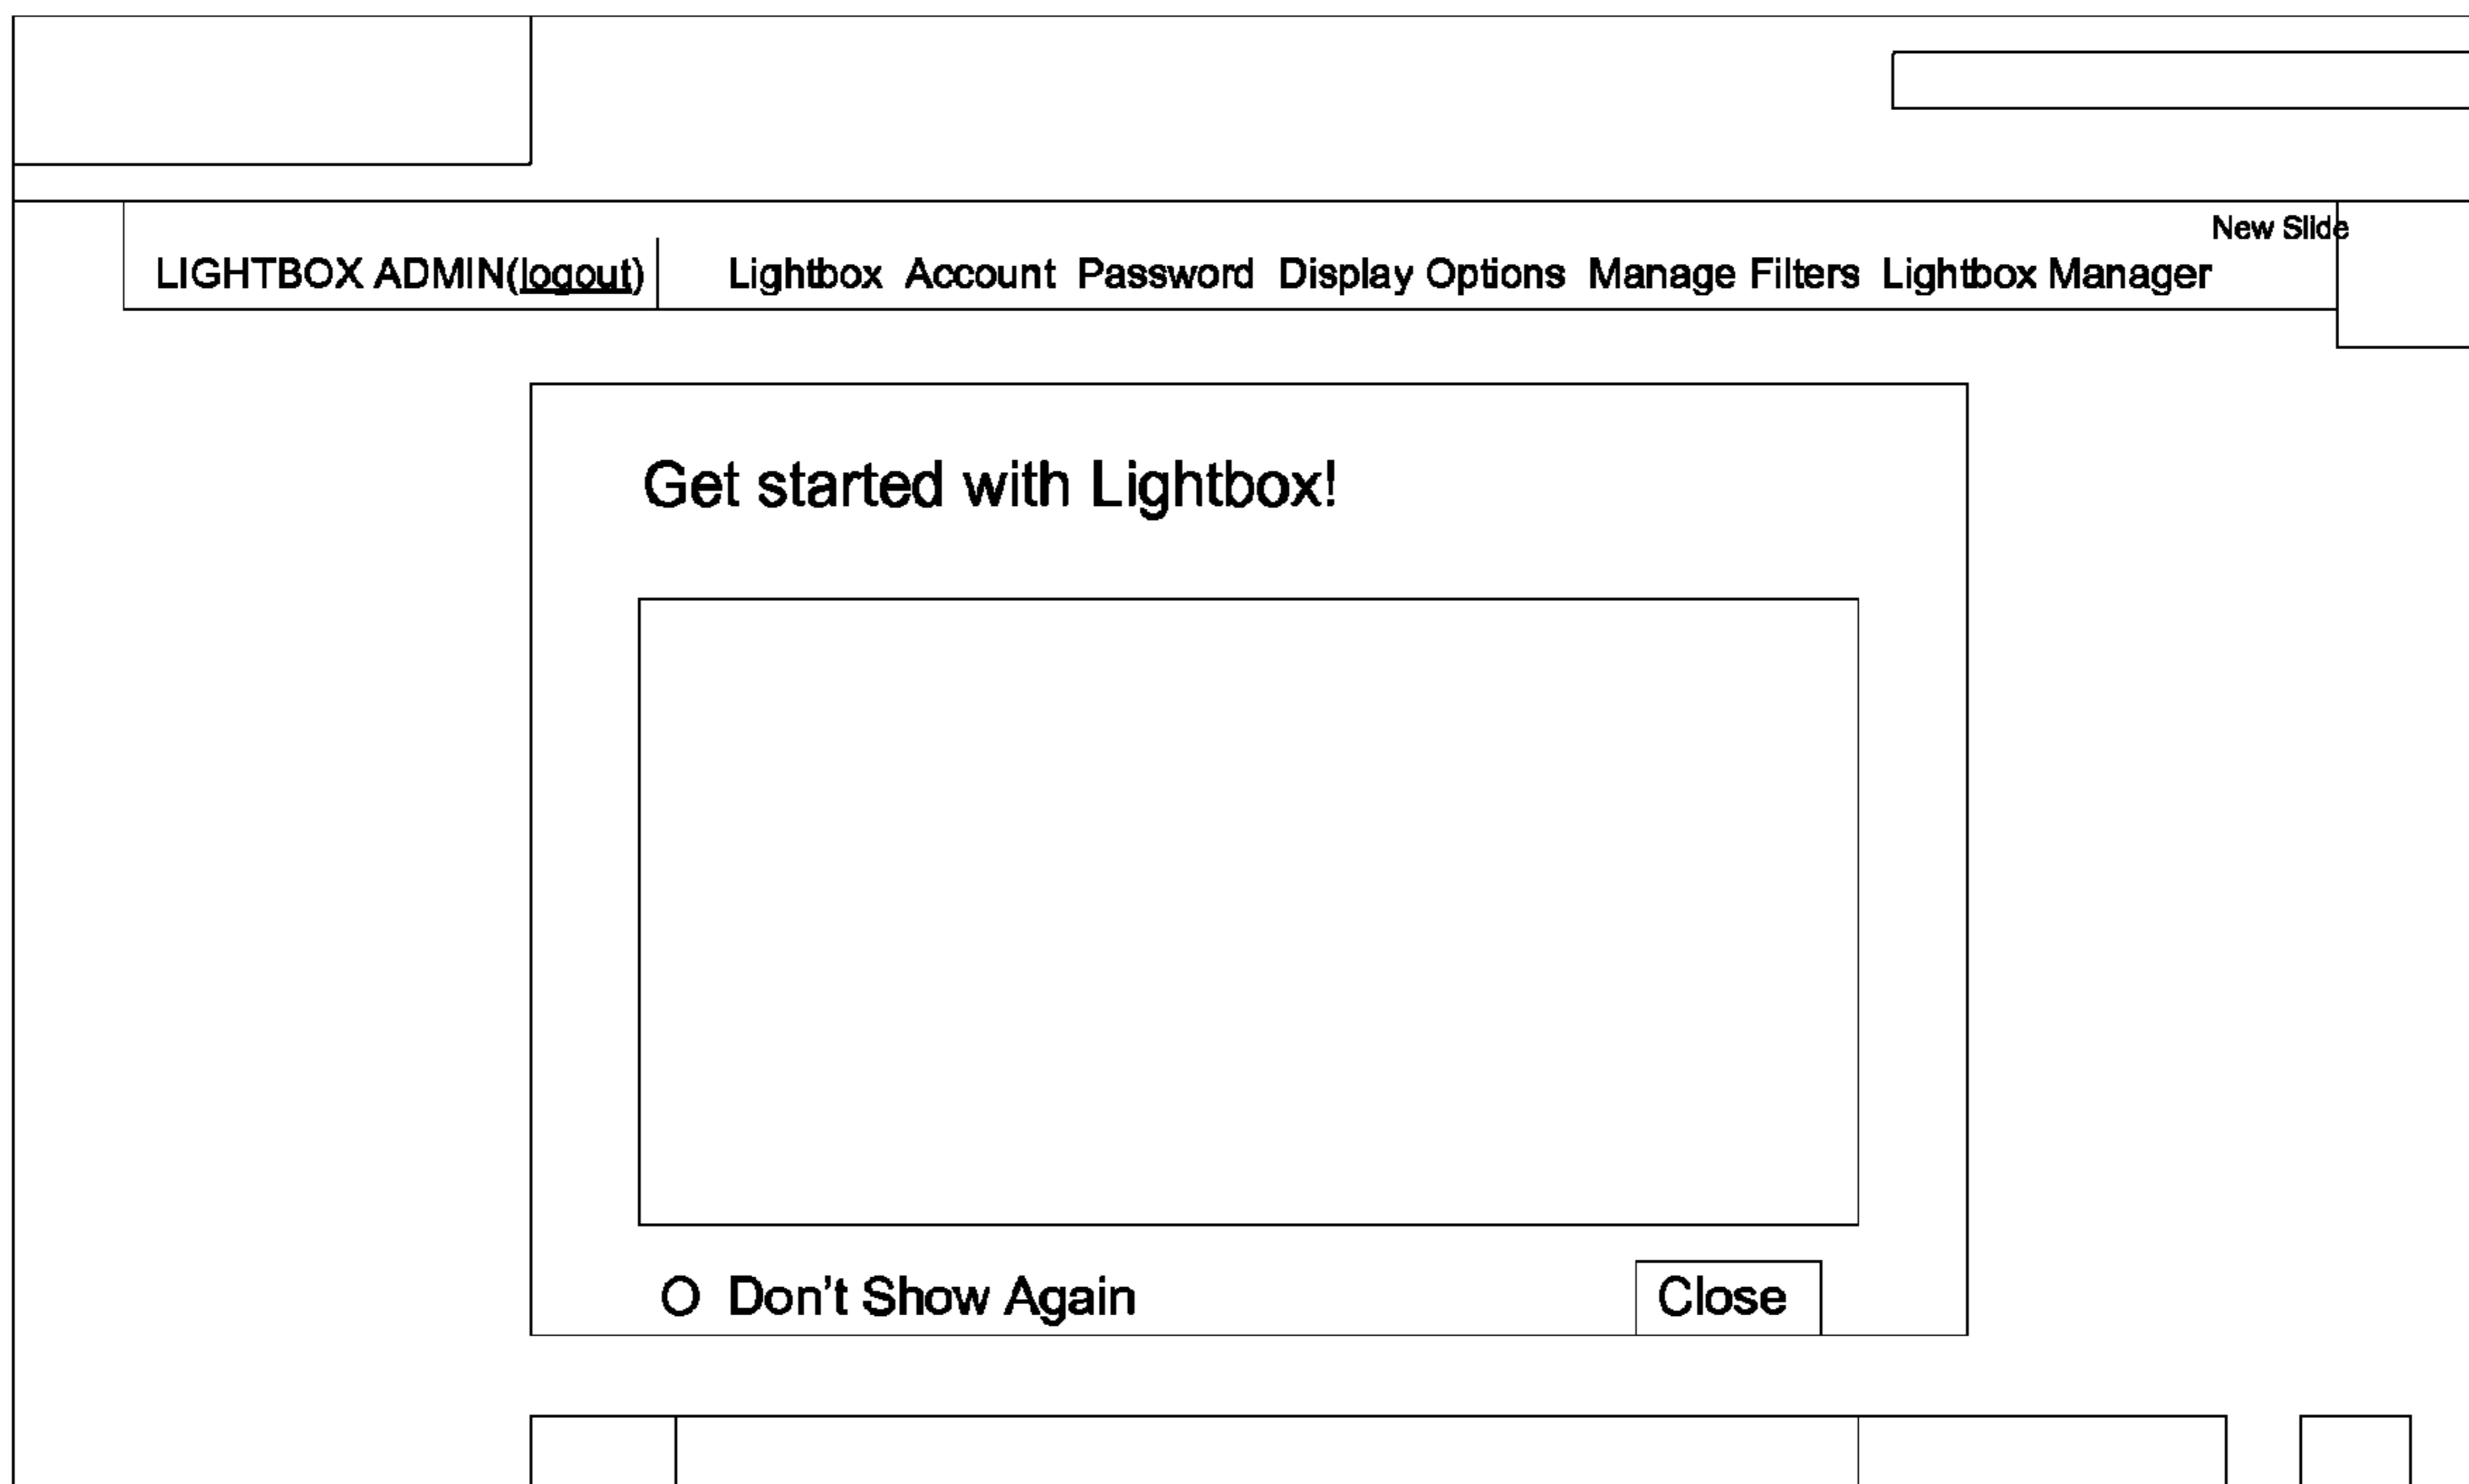 New Slide
LIGHTBOX ADMIN(logout) Lightbox Account Password Display Options Manage Filters Lightbox Manager
Get started with Lightbox!
Don't Show Again Close